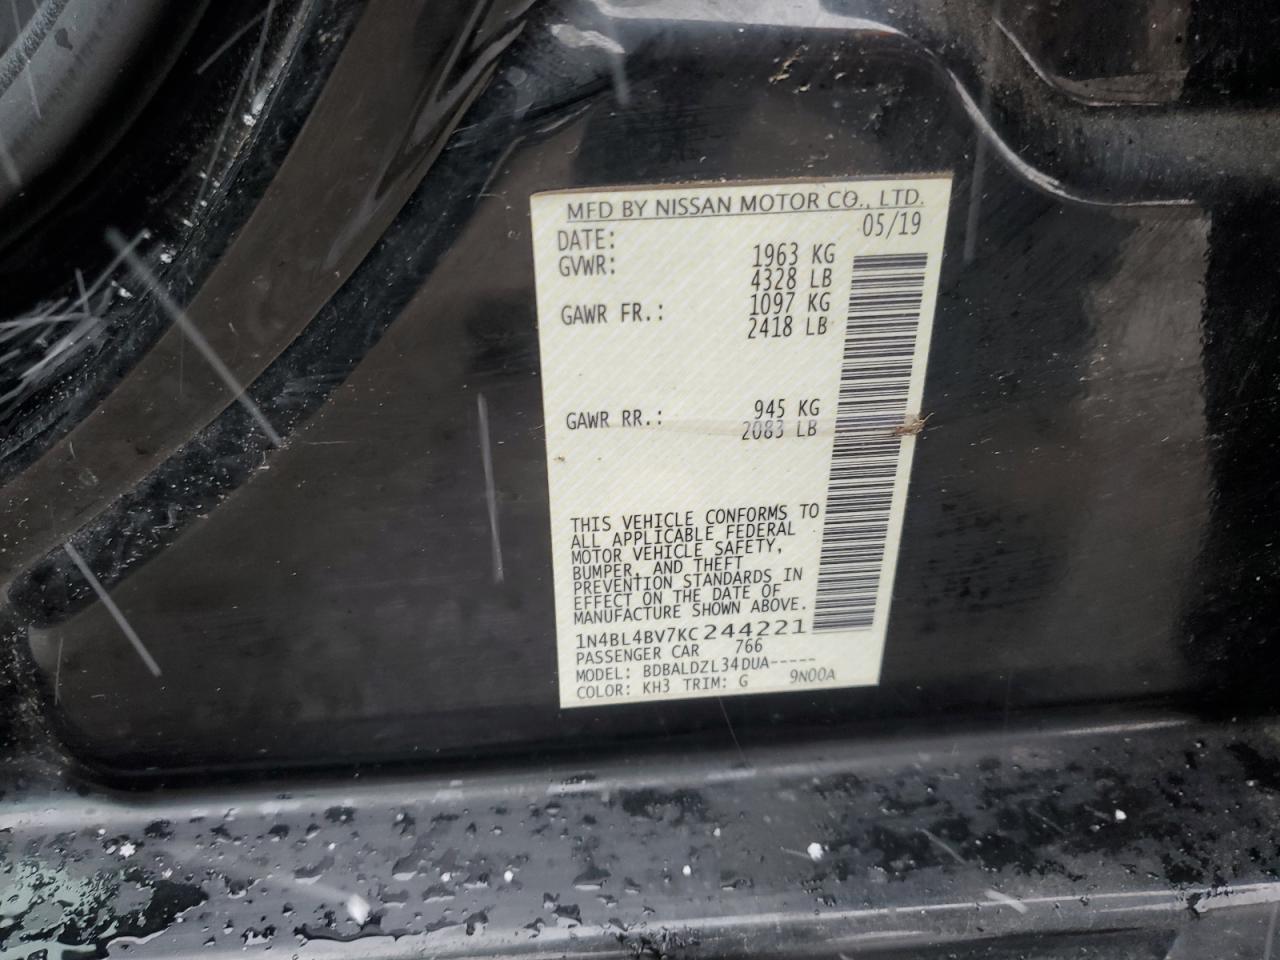 MFD BY NISSAN MOTOR CO., LTD.
DATE: 05/19
GVWR: 1963 KG
4328 LB
GAWR FR.: 1097 KG
2418 LB
GAWR RR.: 945 KG
2083 LB
THIS VEHICLE CONFORMS TO
ALL APPLICABLE FEDERAL
MOTOR VEHICLE SAFETY,
BUMPER, AND THEFT
PREVENTION STANDARDS IN
EFFECT ON THE DATE OF
MANUFACTURE SHOWN ABOVE.
1N4BL4BV7KC244221
PASSENGER CAR 766
MODEL: BDBALDZL34DUA-----
COLOR: KH3 TRIM: G 9N00A